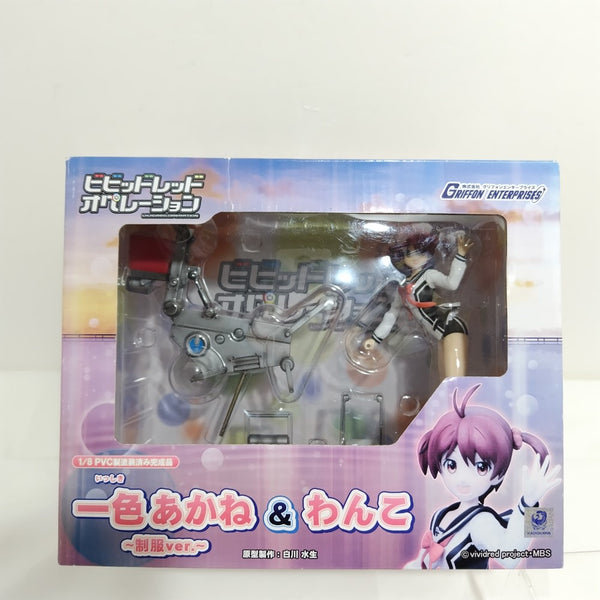 ビビッドレッド
オペレーション
株式会社 グリフォンエンタープライズ
GRIFFON ENTERPRISES
ビビッドレッド
オペレーション
1/8 PVC製塗装済み完成品
いっしき
一色あかね & わんこ
~制服ver.~
原型製作:白川 水生
©vividred project・MBS